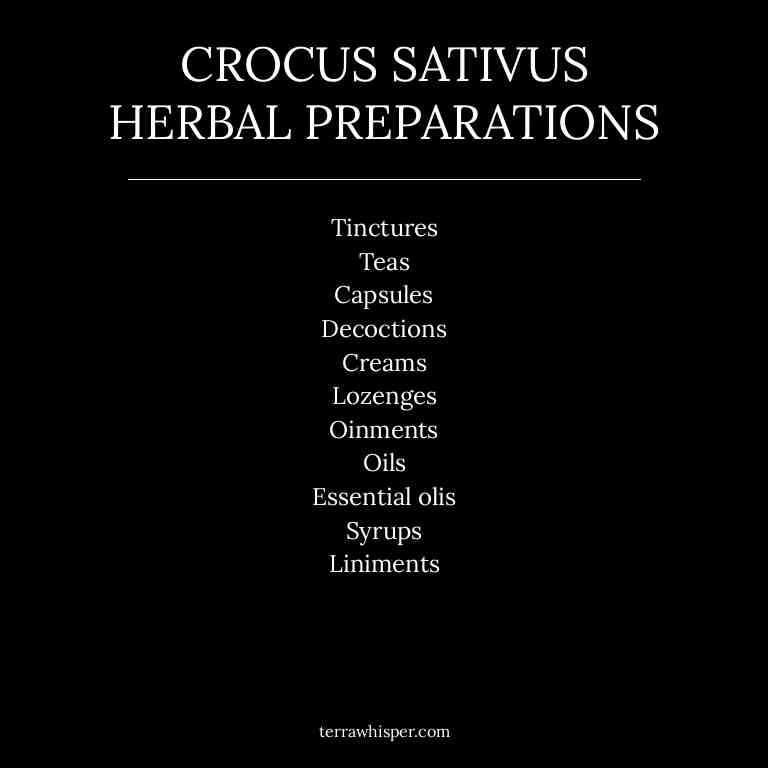 CROCUS SATIVUS
HERBAL PREPARATIONS
Tinctures
Teas
Capsules
Decoctions
Creams
Lozenges
Oinments
Oils
Essential olis
Syrups
Liniments
terrawhisper.com